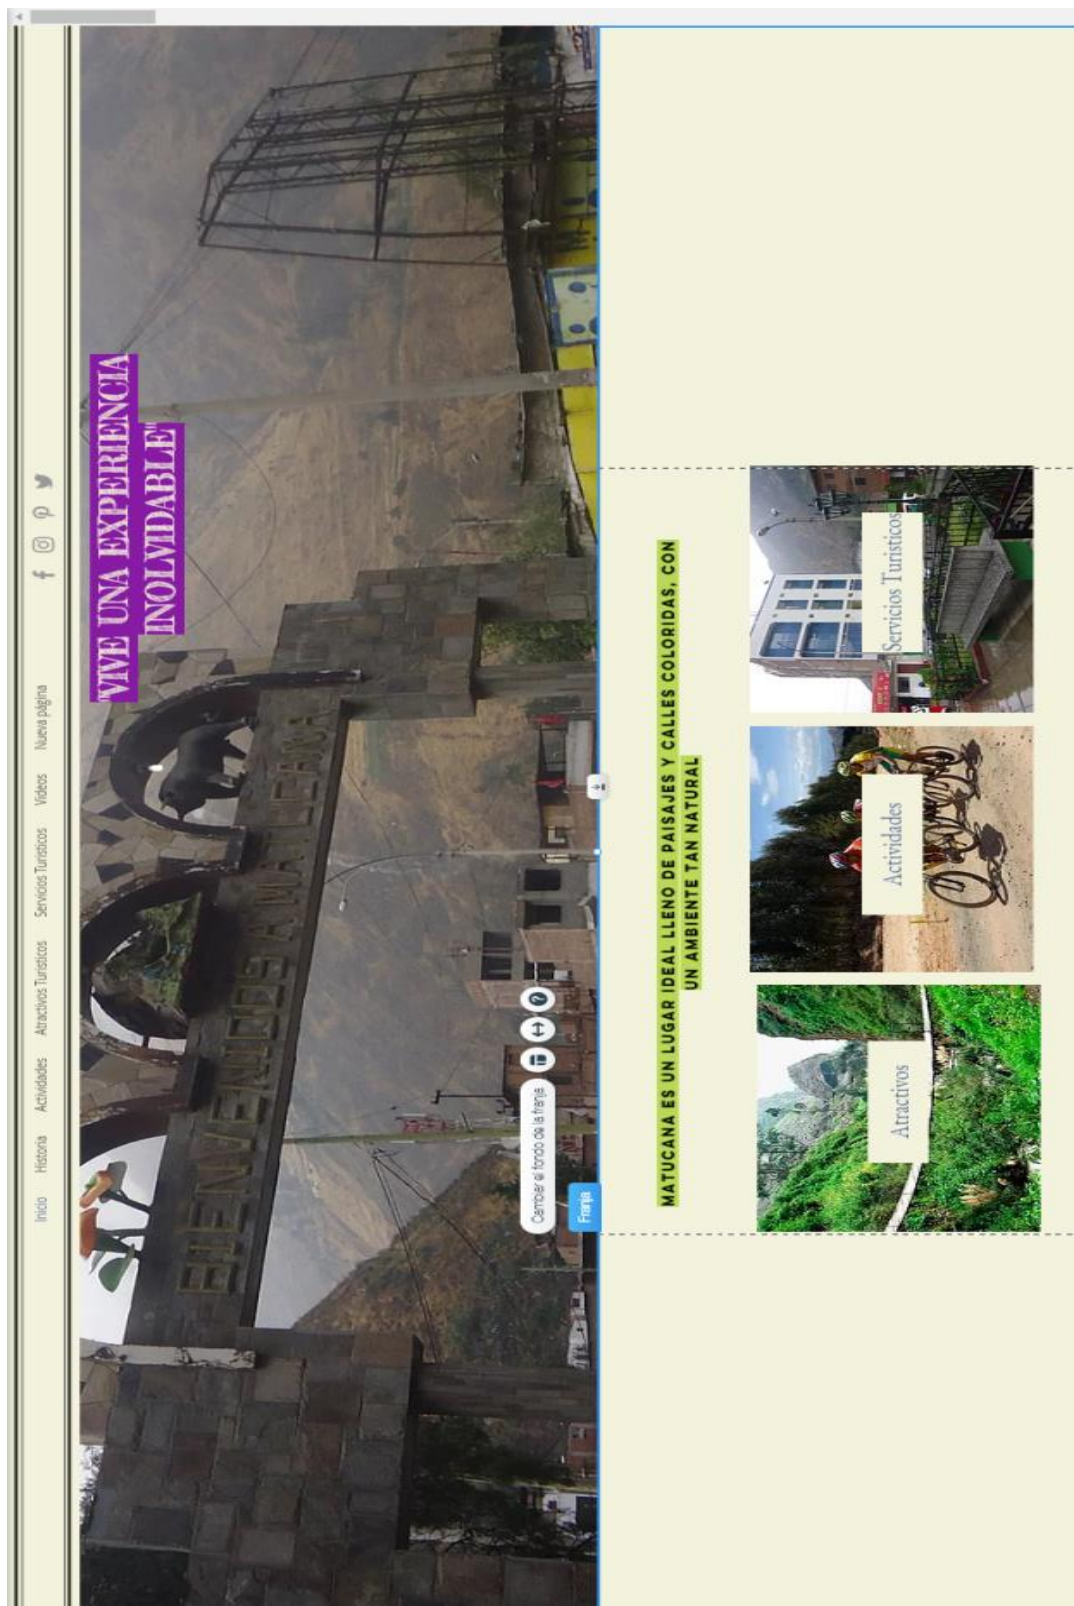 Inicio
Historia
Actividades
Atractivos Turísticos
Servicios Turísticos
Videos
Nueva página
"VIVE UNA EXPERIENCIA
INOLVIDABLE"
Cambiar el fondo de la franja
?
Franja
MATUCANA ES UN LUGAR IDEAL LLENO DE PAISAJES Y CALLES COLORIDAS, CON
UN AMBIENTE TAN NATURAL
Atractivos
Actividades
Servicios Turísticos